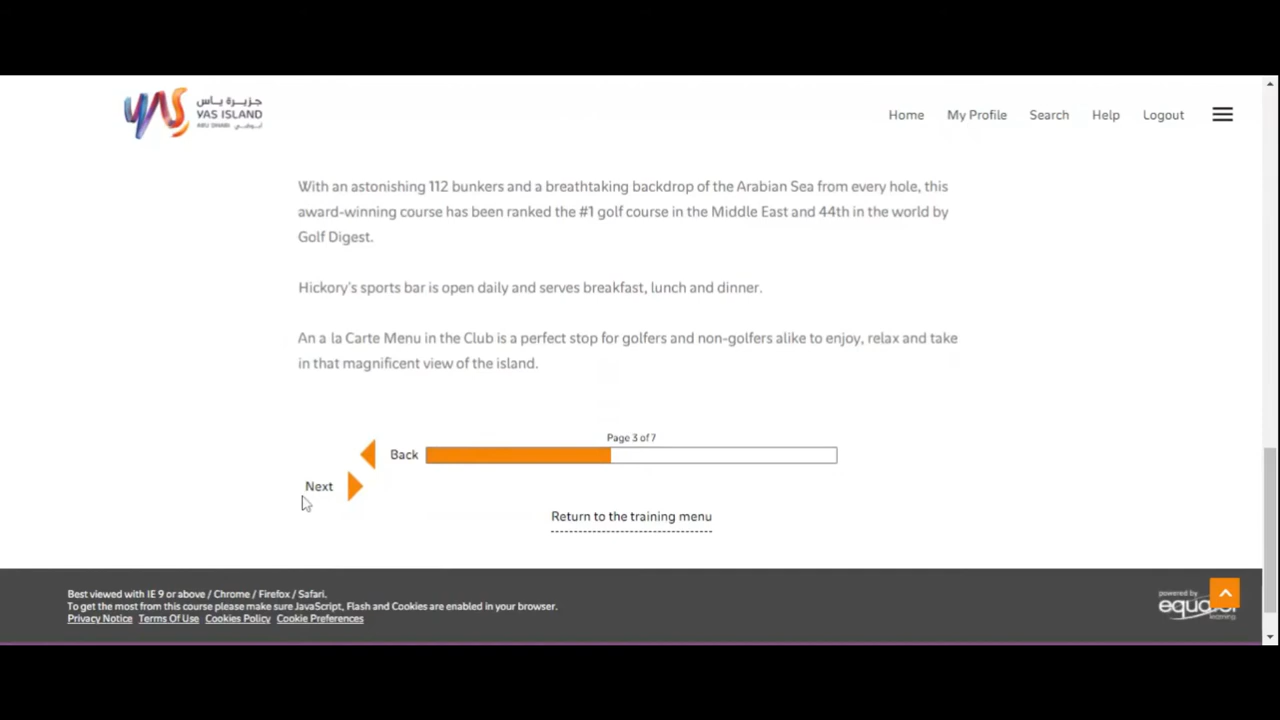 جزيرة ياس
YAS ISLAND
ABU DHABI أبوظبي
Home My Profile Search Help Logout
With an astonishing 112 bunkers and a breathtaking backdrop of the Arabian Sea from every hole, this
award-winning course has been ranked the #1 golf course in the Middle East and 44th in the world by
Golf Digest.
Hickory's sports bar is open daily and serves breakfast, lunch and dinner.
An a la Carte Menu in the Club is a perfect stop for golfers and non-golfers alike to enjoy, relax and take
in that magnificent view of the island.
Page 3 of 7
Back
Next
Return to the training menu
Best viewed with IE 9 or above / Chrome / Firefox / Safari.
To get the most from this course please make sure JavaScript, Flash and Cookies are enabled in your browser.
Privacy Notice Terms Of Use Cookies Policy Cookie Preferences
powered by
learning